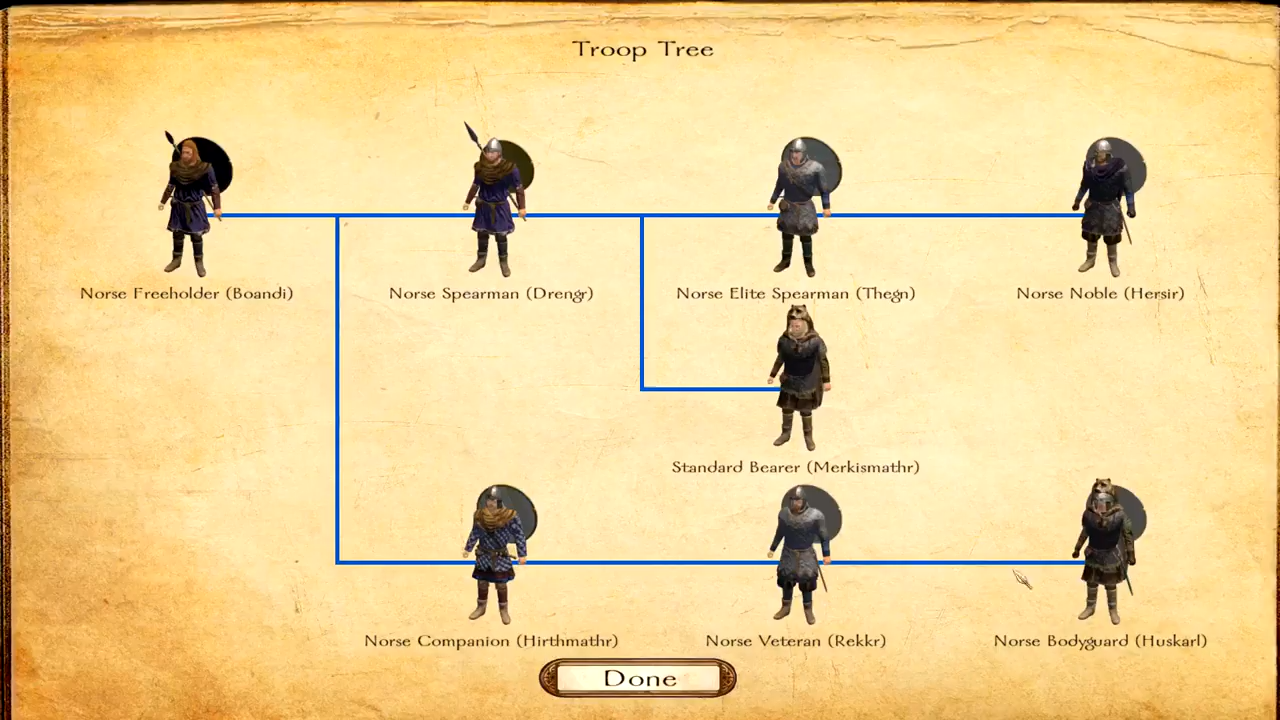 Troop Tree
Norse Freeholder (Boandi)
Norse Spearman (Drengr)
Norse Elite Spearman (Thegn)
Norse Noble (Hersir)
Standard Bearer (Merkismathr)
Norse Companion (Hirthmathr)
Norse Veteran (Rekkr)
Norse Bodyguard (Huskarl)
Done